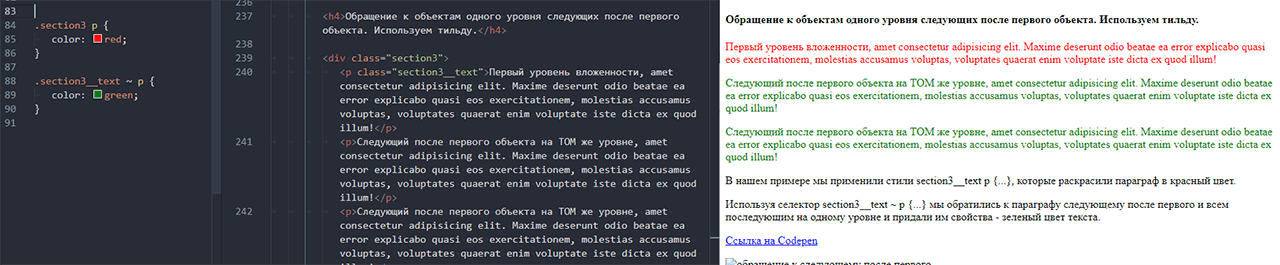 83
84 .section3 p {
85 color: red;
86 }
87
88 .section3__text ~ p {
89 color: green;
90 }
91
236
237 <h4>Обращение к объектам одного уровня следующих после первого
объекта. Используем тильду.</h4>
238
239 <div class="section3">
240 <p class="section3__text">Первый уровень вложенности, amet
consectetur adipisicing elit. Maxime deserunt odio beatae ea
error explicabo quasi eos exercitationem, molestias accusamus
voluptas, voluptates quaerat enim voluptate iste dicta ex quod
illum!</p>
241 <p>Следующий после первого объекта на ТОМ же уровне, amet
consectetur adipisicing elit. Maxime deserunt odio beatae ea
error explicabo quasi eos exercitationem, molestias accusamus
voluptas, voluptates quaerat enim voluptate iste dicta ex quod
illum!</p>
242 <p>Следующий после первого объекта на ТОМ же уровне, amet
consectetur adipisicing elit. Maxime deserunt odio beatae ea
error explicabo quasi eos exercitationem, molestias accusamus
voluptas, voluptates quaerat enim voluptate iste dicta ex quod
Обращение к объектам одного уровня следующих после первого объекта. Используем тильду.
Первый уровень вложенности, amet consectetur adipisicing elit. Maxime deserunt odio beatae ea error explicabo quasi
eos exercitationem, molestias accusamus voluptas, voluptates quaerat enim voluptate iste dicta ex quod illum!
Следующий после первого объекта на ТОМ же уровне, amet consectetur adipisicing elit. Maxime deserunt odio beatae
ea error explicabo quasi eos exercitationem, molestias accusamus voluptas, voluptates quaerat enim voluptate iste dicta ex
quod illum!
Следующий после первого объекта на ТОМ же уровне, amet consectetur adipisicing elit. Maxime deserunt odio beatae
ea error explicabo quasi eos exercitationem, molestias accusamus voluptas, voluptates quaerat enim voluptate iste dicta ex
quod illum!
В нашем примере мы применили стили section3__text p {...}, которые раскрасили параграф в красный цвет.
Используя селектор section3__text ~ p {...} мы обратились к параграфу следующему после первого и всем
последующим на одному уровне и придали им свойства - зеленый цвет текста.
Ссылка на Codepen
обращение к следующему после первого